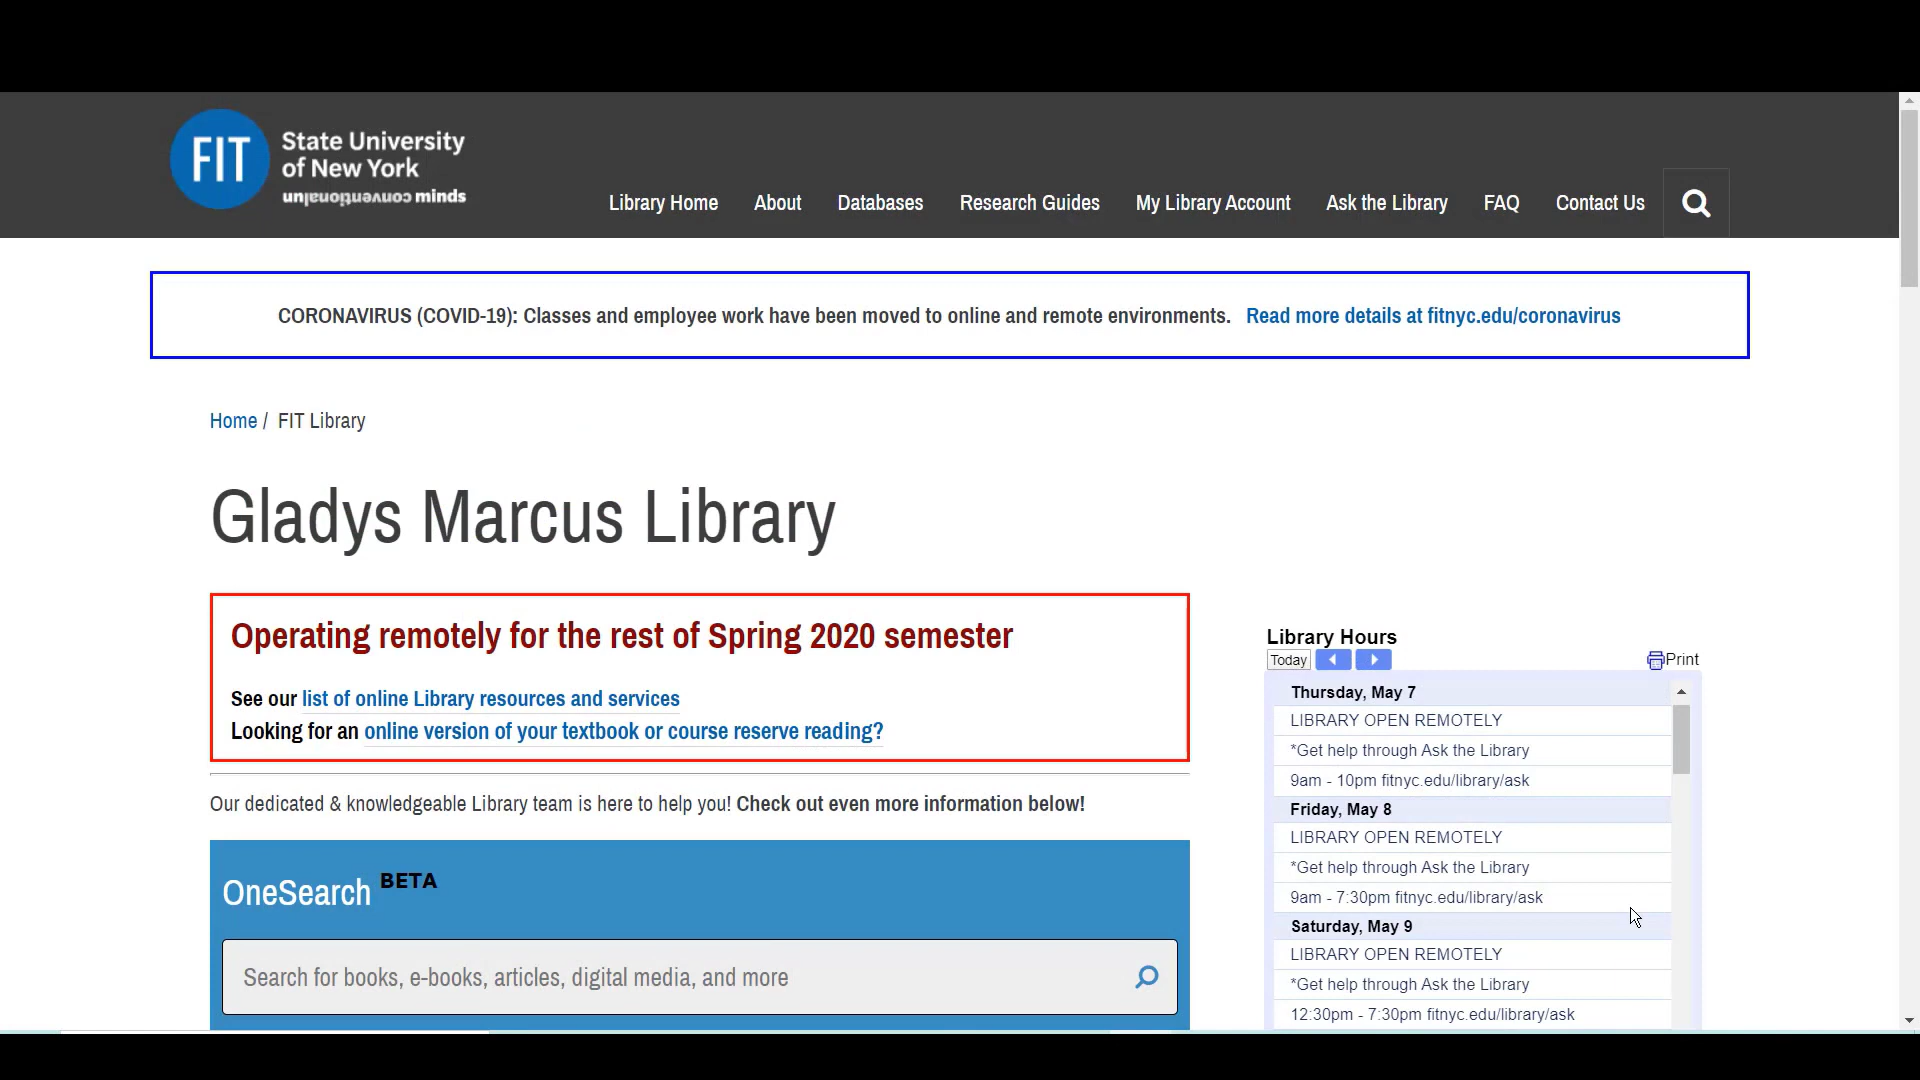 FIT
State University
of New York
unconventional minds
Library Home About Databases Research Guides My Library Account Ask the Library FAQ Contact Us
CORONAVIRUS (COVID-19): Classes and employee work have been moved to online and remote environments. Read more details at fitnyc.edu/coronavirus
Home / FIT Library
Gladys Marcus Library
Operating remotely for the rest of Spring 2020 semester
See our list of online Library resources and services
Looking for an online version of your textbook or course reserve reading?
Our dedicated & knowledgeable Library team is here to help you! Check out even more information below!
OneSearch BETA
Search for books, e-books, articles, digital media, and more
Library Hours
Today Print
Thursday, May 7
LIBRARY OPEN REMOTELY
*Get help through Ask the Library
9am - 10pm fitnyc.edu/library/ask
Friday, May 8
LIBRARY OPEN REMOTELY
*Get help through Ask the Library
9am - 7:30pm fitnyc.edu/library/ask
Saturday, May 9
LIBRARY OPEN REMOTELY
*Get help through Ask the Library
12:30pm - 7:30pm fitnyc.edu/library/ask